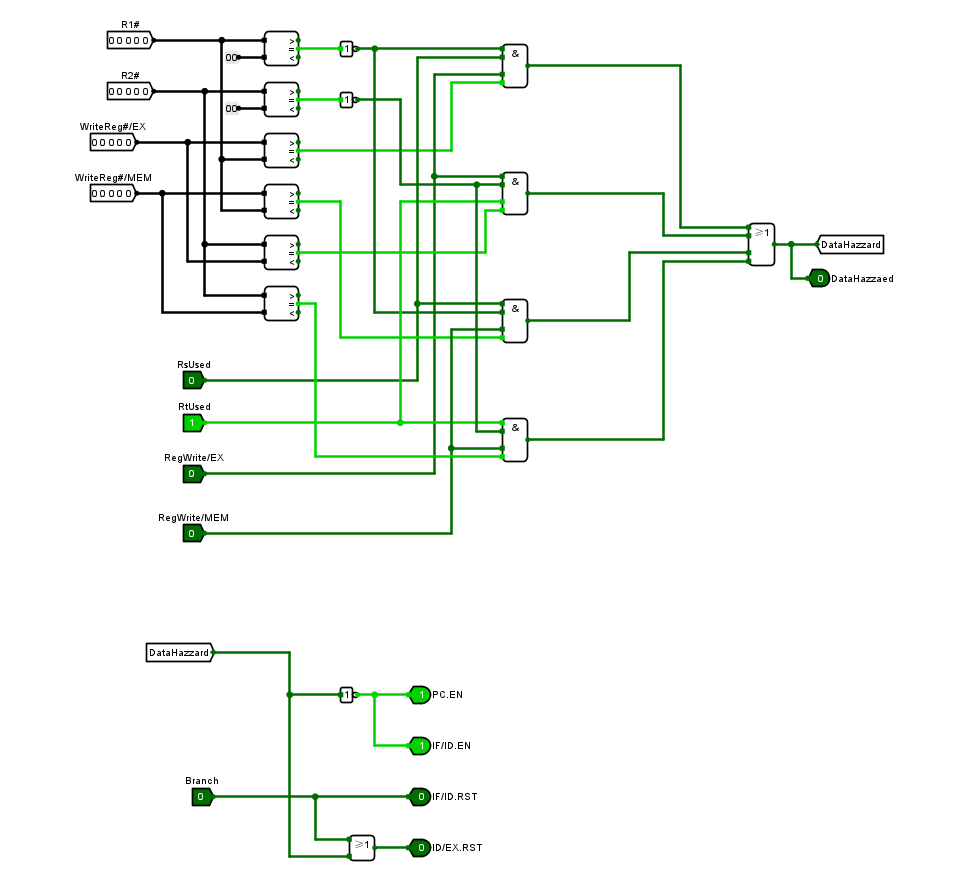 R1#
00000
>
=
<
00
1
&
R2#
00000
>
=
<
00
1
WriteReg#/EX
00000
>
=
<
WriteReg#/MEM
00000
>
=
<
&
>
=
<
≥1
DataHazzard
0 DataHazzaed
>
=
<
&
RsUsed
0
RtUsed
1
&
RegWrite/EX
0
RegWrite/MEM
0
DataHazzard
1
1 PC.EN
1 IF/ID.EN
Branch
0
0 IF/ID.RST
≥1
0 ID/EX.RST